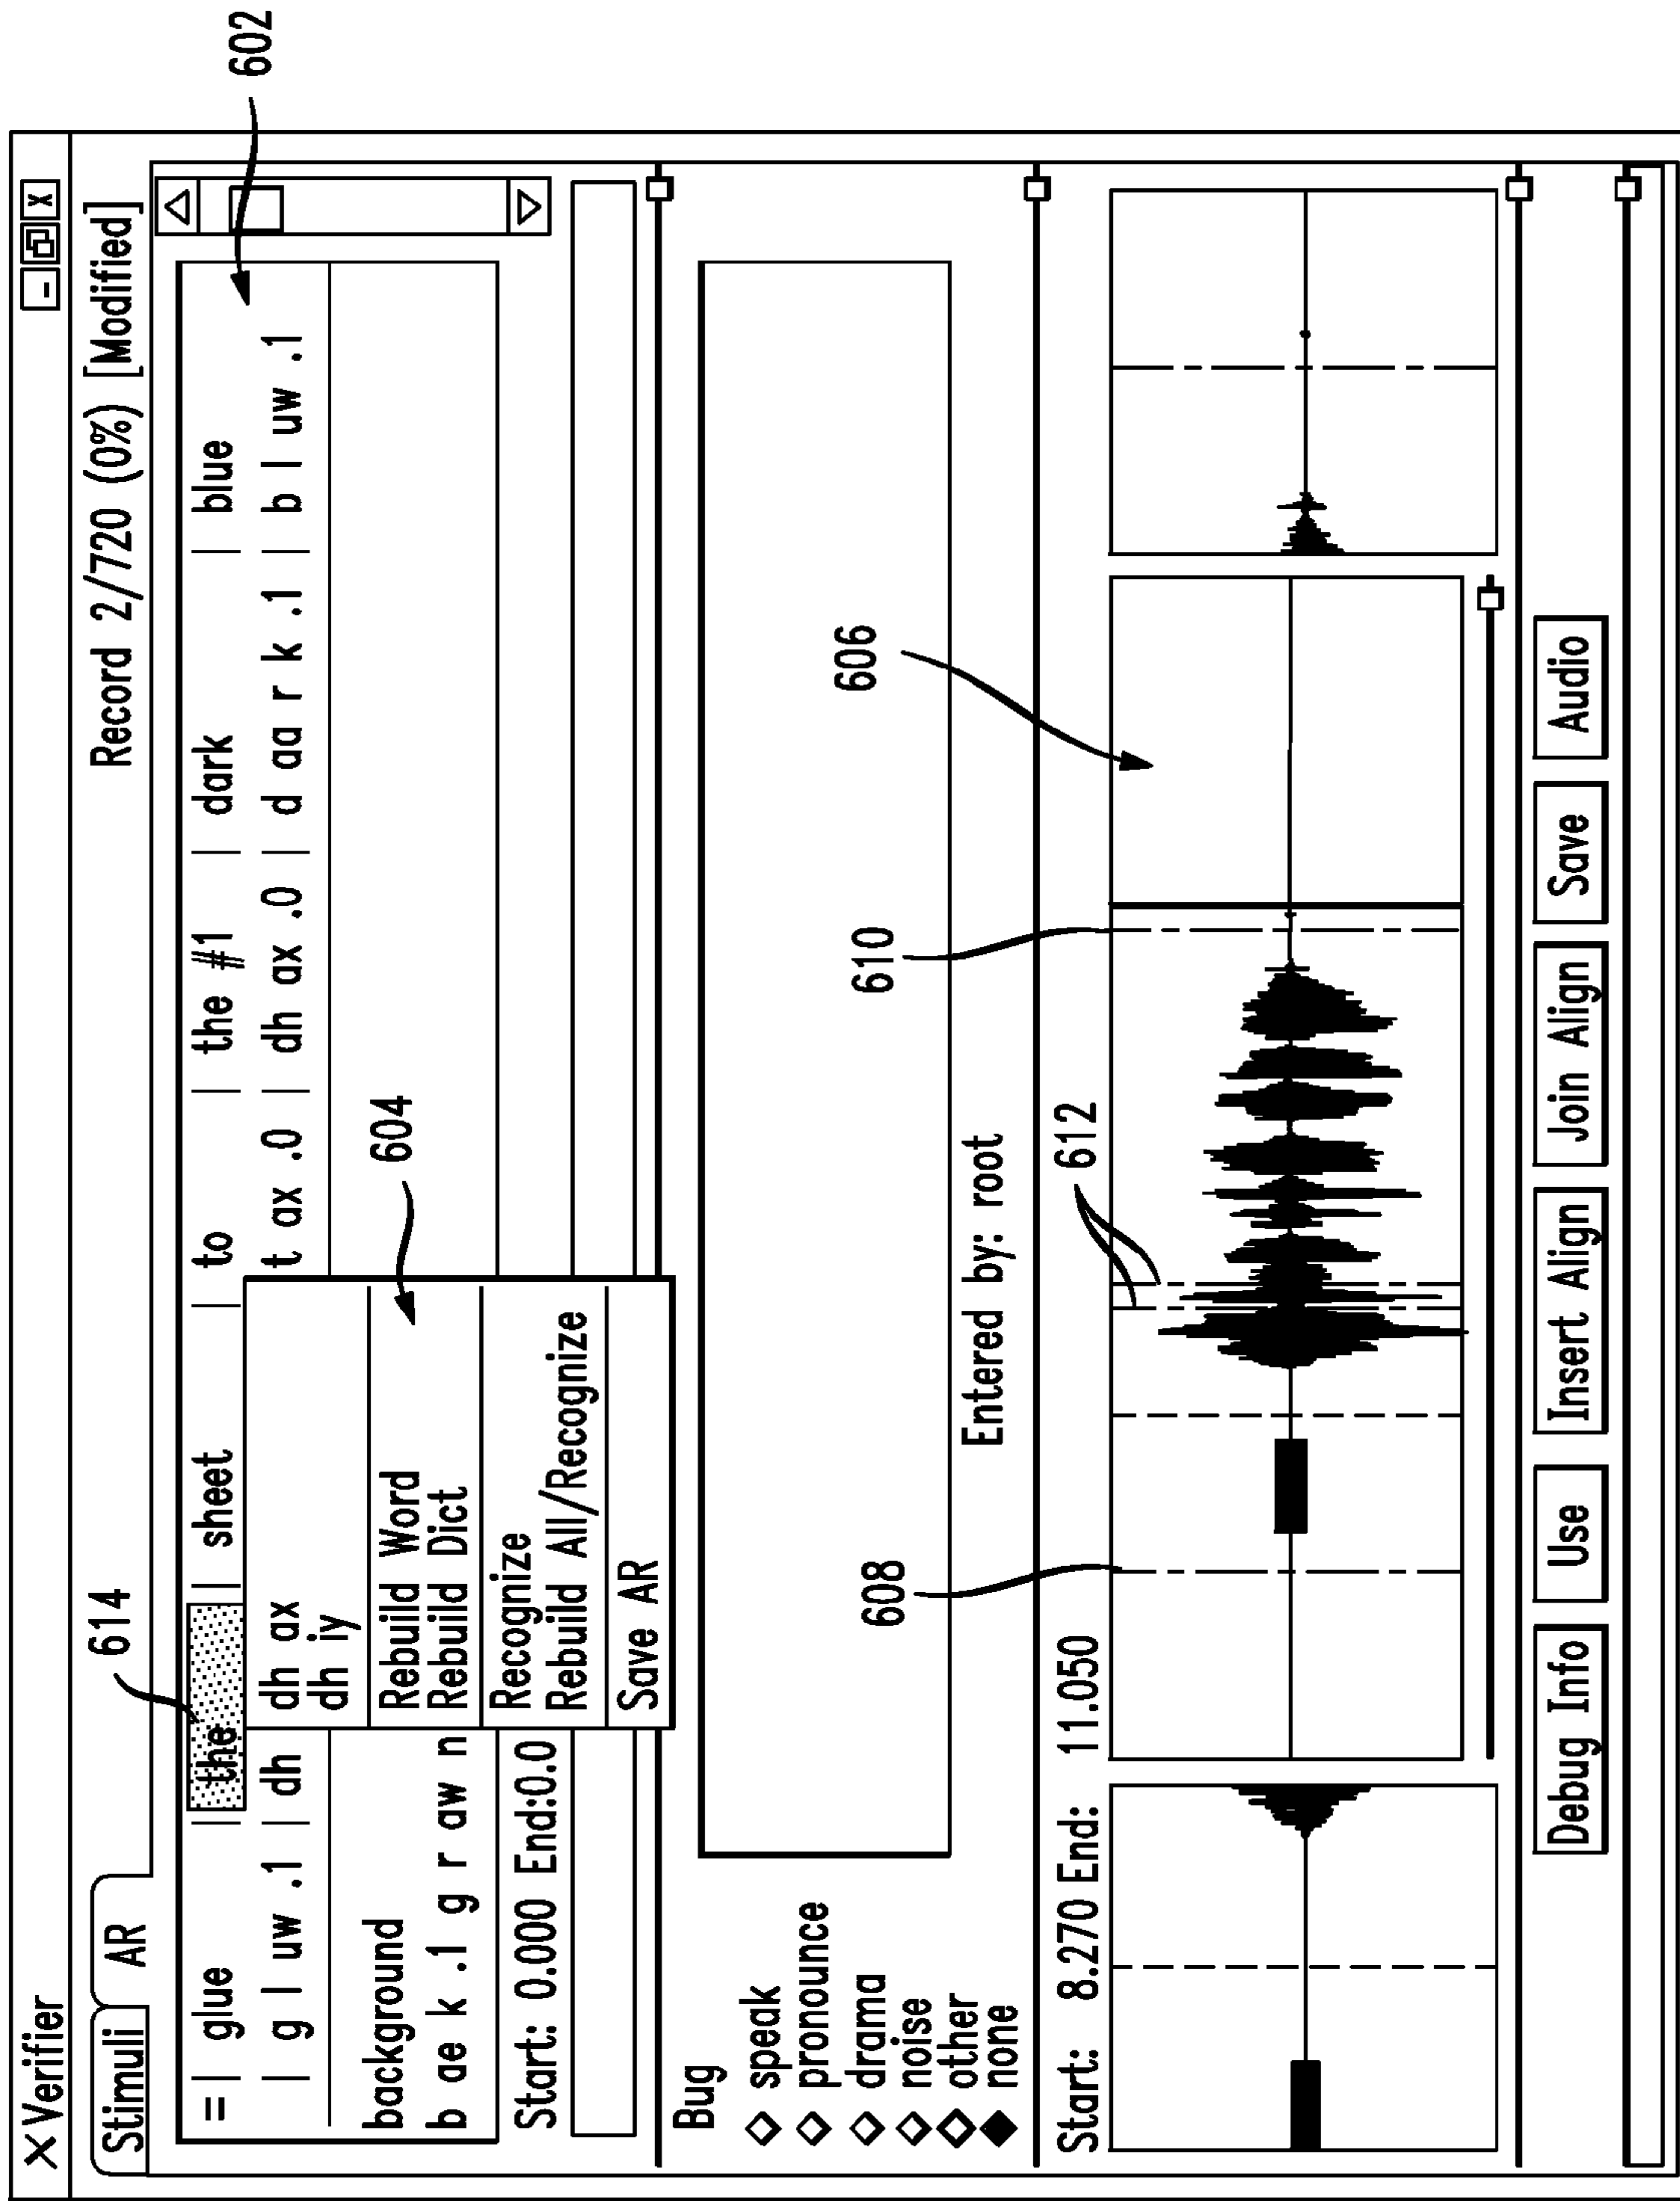 X Verifier
Record 2/720 (0%) [Modified]
Stimuli AR
614
602
= | glue | the | sheet | to | the #1 | dark | blue
| g l uw .1 | dh t ax .0 | dh ax .0 | d aa r k .1 | b l uw .1
dh ax
dh iy
background
b ae k .1 g r aw n
Rebuild Word
Rebuild Dict
604
Recognize
Rebuild All/Recognize
Save AR
Start: 0.000 End:0.0
Bug
speak
pronounce
drama
noise
other
none
Entered by: root
606
608
610
612
Start: 8.270 End: 11.050
Debug Info Use Insert Align Join Align Save Audio